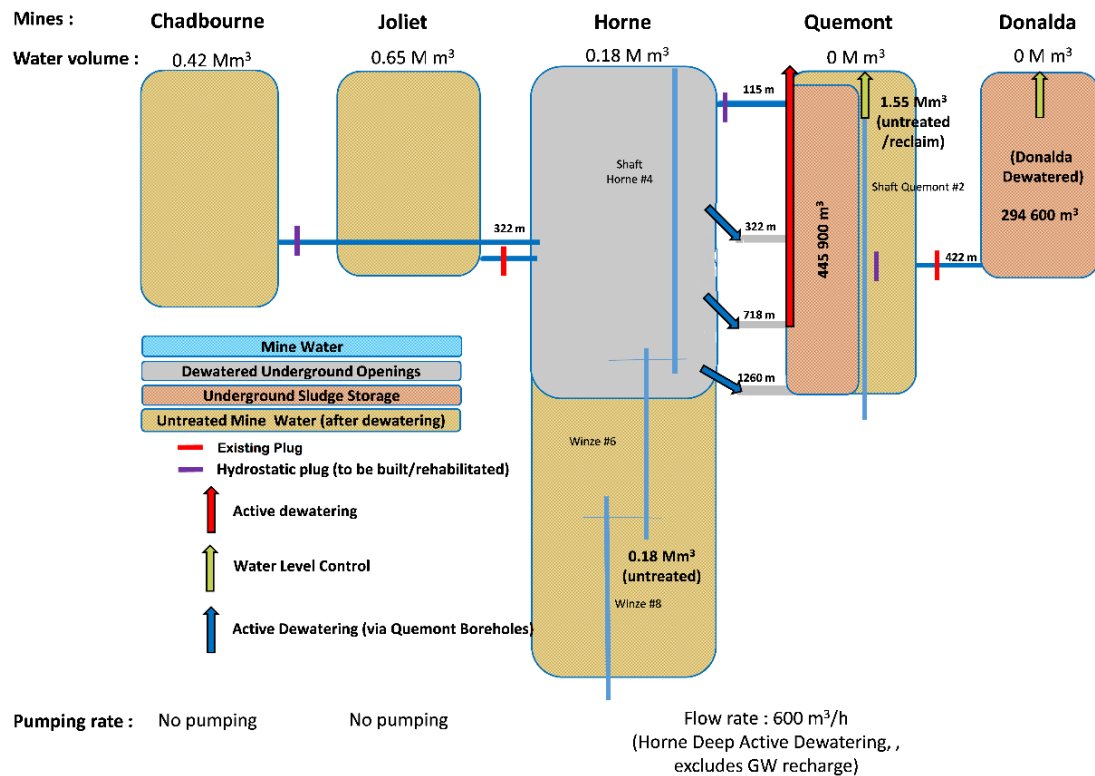 Mines :
Chadbourne
Joliet
Horne
Quemont
Donalda
Water volume :
0.42 Mm³
0.65 M m³
0.18 M m³
0 M m³
0 M m³
115 m
1.55 Mm³
(untreated
/reclaim)
Shaft
Horne #4
(Donalda
Dewatered)
294 600 m³
Shaft Quemont #2
322 m
322 m
445 900 m³
422 m
718 m
1260 m
Mine Water
Dewatered Underground Openings
Underground Sludge Storage
Untreated Mine Water (after dewatering)
Existing Plug
Hydrostatic plug (to be built/rehabilitated)
Active dewatering
Water Level Control
Active Dewatering (via Quemont Boreholes)
Winze #6
0.18 Mm³
(untreated)
Winze #8
Pumping rate :
No pumping
No pumping
Flow rate : 600 m³/h
(Horne Deep Active Dewatering, ,
excludes GW recharge)